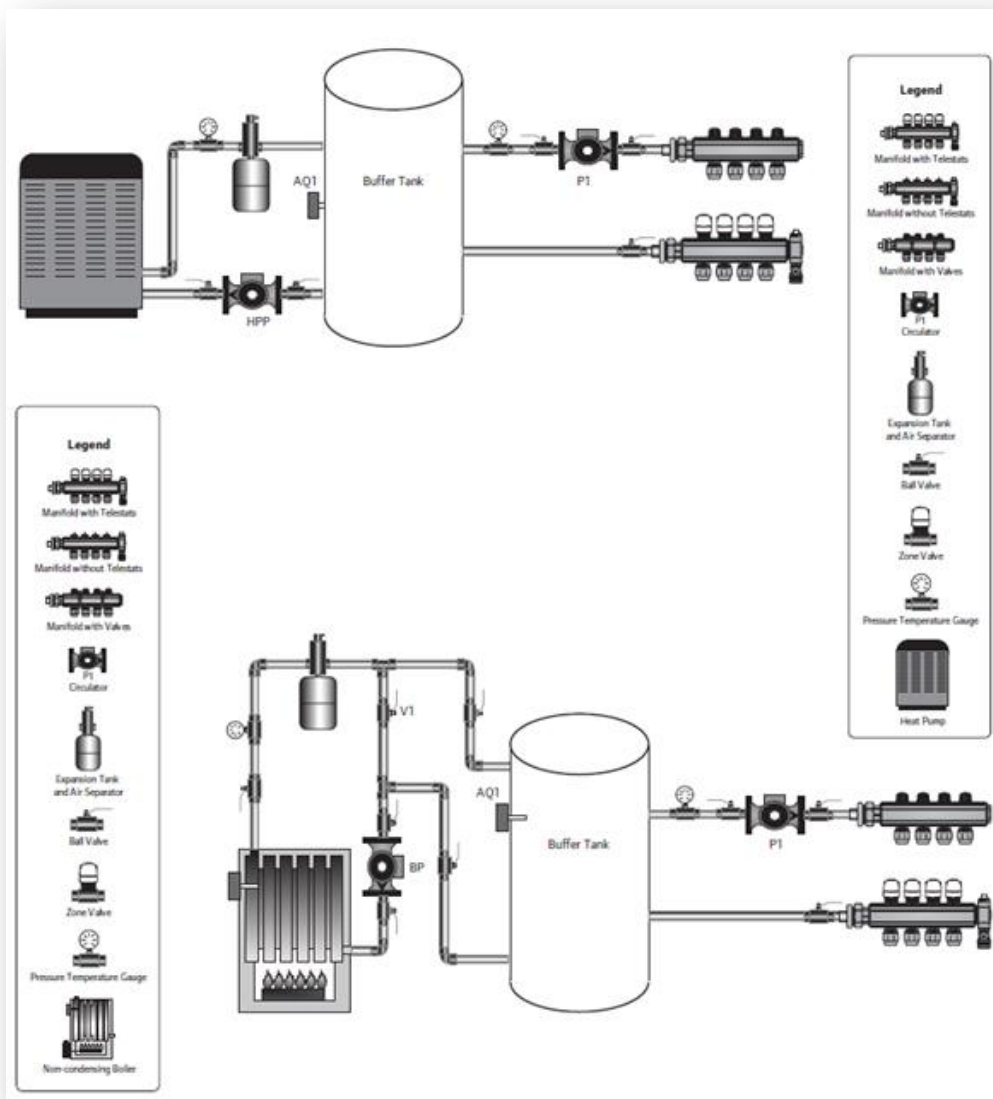 AQ1
Buffer Tank
P1
HPP
Legend
Manifold with Telestats
Manifold without Telestats
Manifold with Valves
P1
Circulator
Expansion Tank
and Air Separator
Ball Valve
Zone Valve
Pressure Temperature Gauge
Heat Pump
Legend
Manifold with Telestats
Manifold without Telestats
Manifold with Valves
P1
Circulator
Expansion Tank
and Air Separator
Ball Valve
Zone Valve
Pressure Temperature Gauge
Non-condensing Boiler
V1
AQ1
Buffer Tank
P1
BP